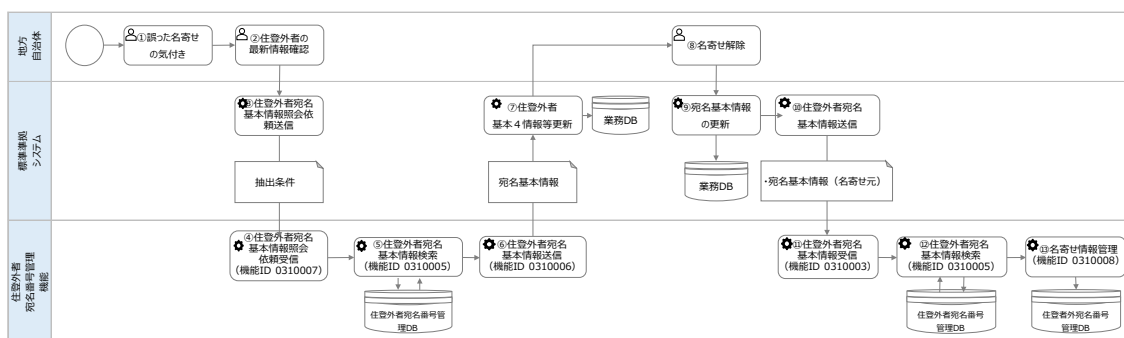 地方
自治体
①誤った名寄せ
の気付き
②住登外者の
最新情報確認
⑧名寄せ解除
標準準拠
システム
③住登外者宛名
基本情報照会依
頼送信
抽出条件
⑦住登外者
基本４情報等更新
業務DB
宛名基本情報
⑨宛名基本情報
の更新
業務DB
⑩住登外者宛名
基本情報送信
・宛名基本情報（名寄せ元）
住登外者
宛名番号管理
機能
④住登外者宛名
基本情報照会
依頼受信
(機能ID 0310007)
⑤住登外者宛名
基本情報検索
(機能ID 0310005)
住登外者宛名番号管
理DB
⑥住登外者宛名
基本情報送信
(機能ID 0310006)
⑪住登外者宛名
基本情報受信
(機能ID 0310003)
⑫住登外者宛名
基本情報検索
(機能ID 0310005)
住登外者宛名番号
管理DB
⑬名寄せ情報管理
(機能ID 0310008)
住登者外宛名番号
管理DB